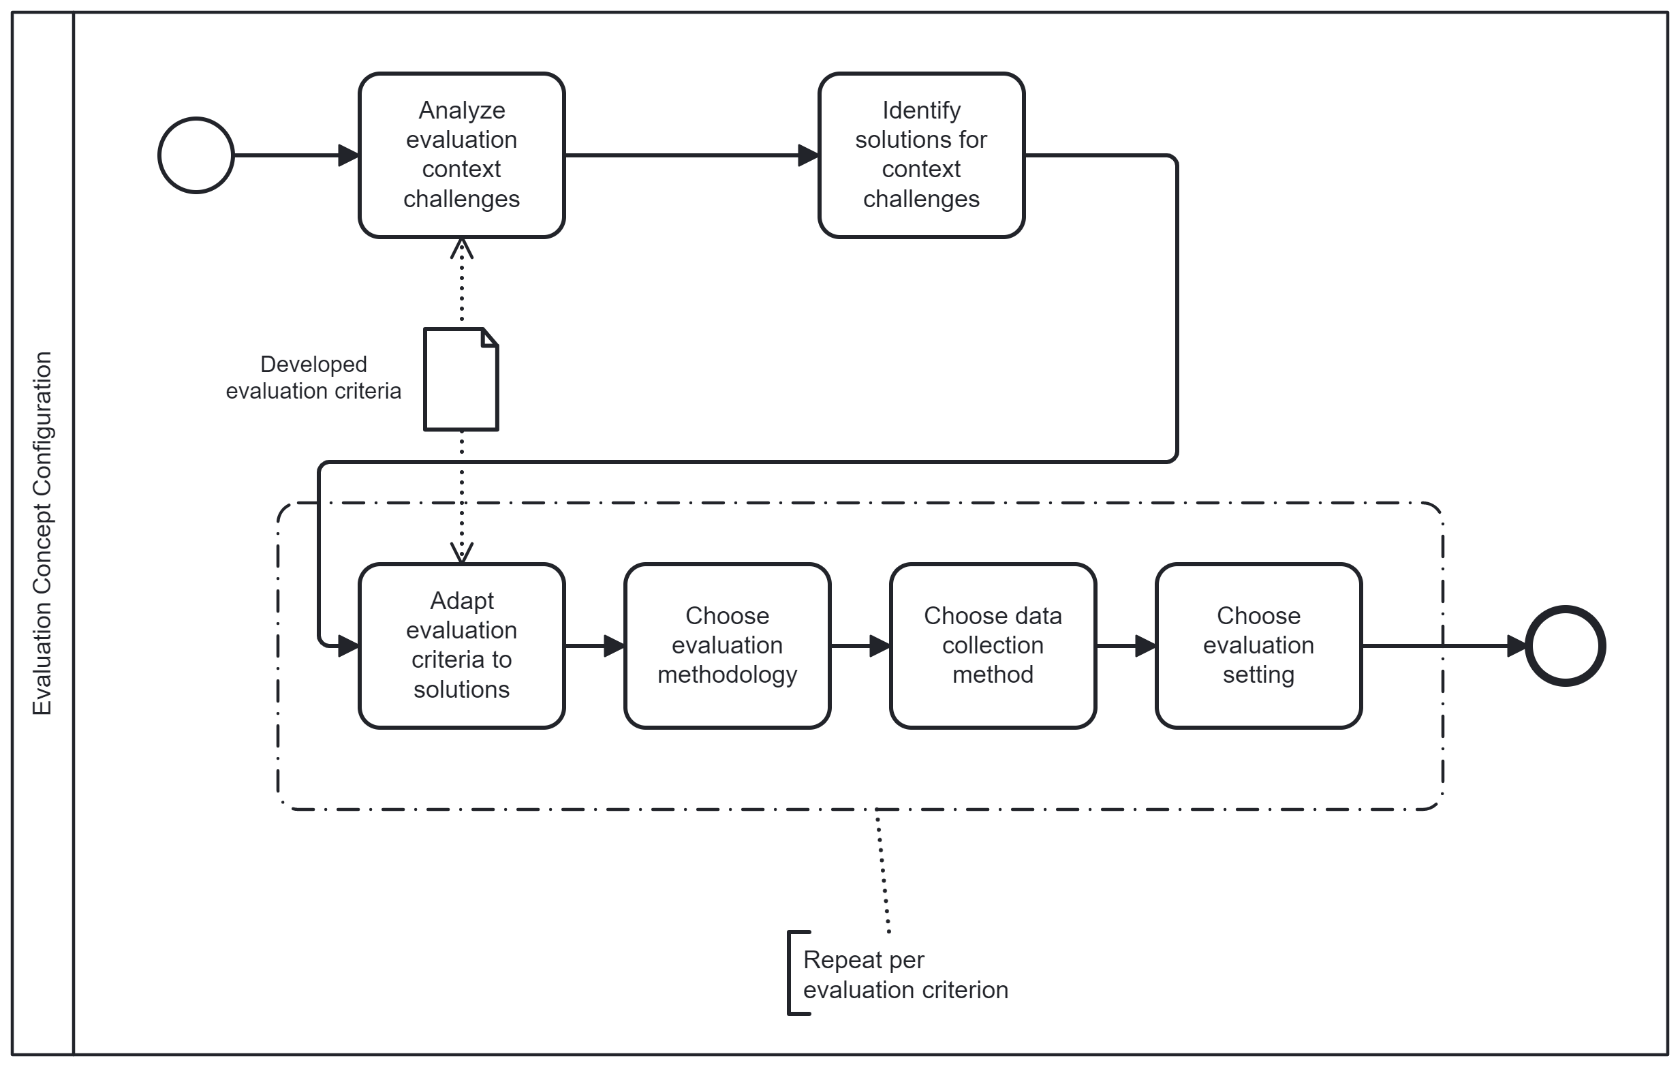 Evaluation Concept Configuration
Analyze
evaluation
context
challenges
Identify
solutions for
context
challenges
Developed
evaluation criteria
Adapt
evaluation
criteria to
solutions
Choose
evaluation
methodology
Choose data
collection
method
Choose
evaluation
setting
Repeat per
evaluation criterion